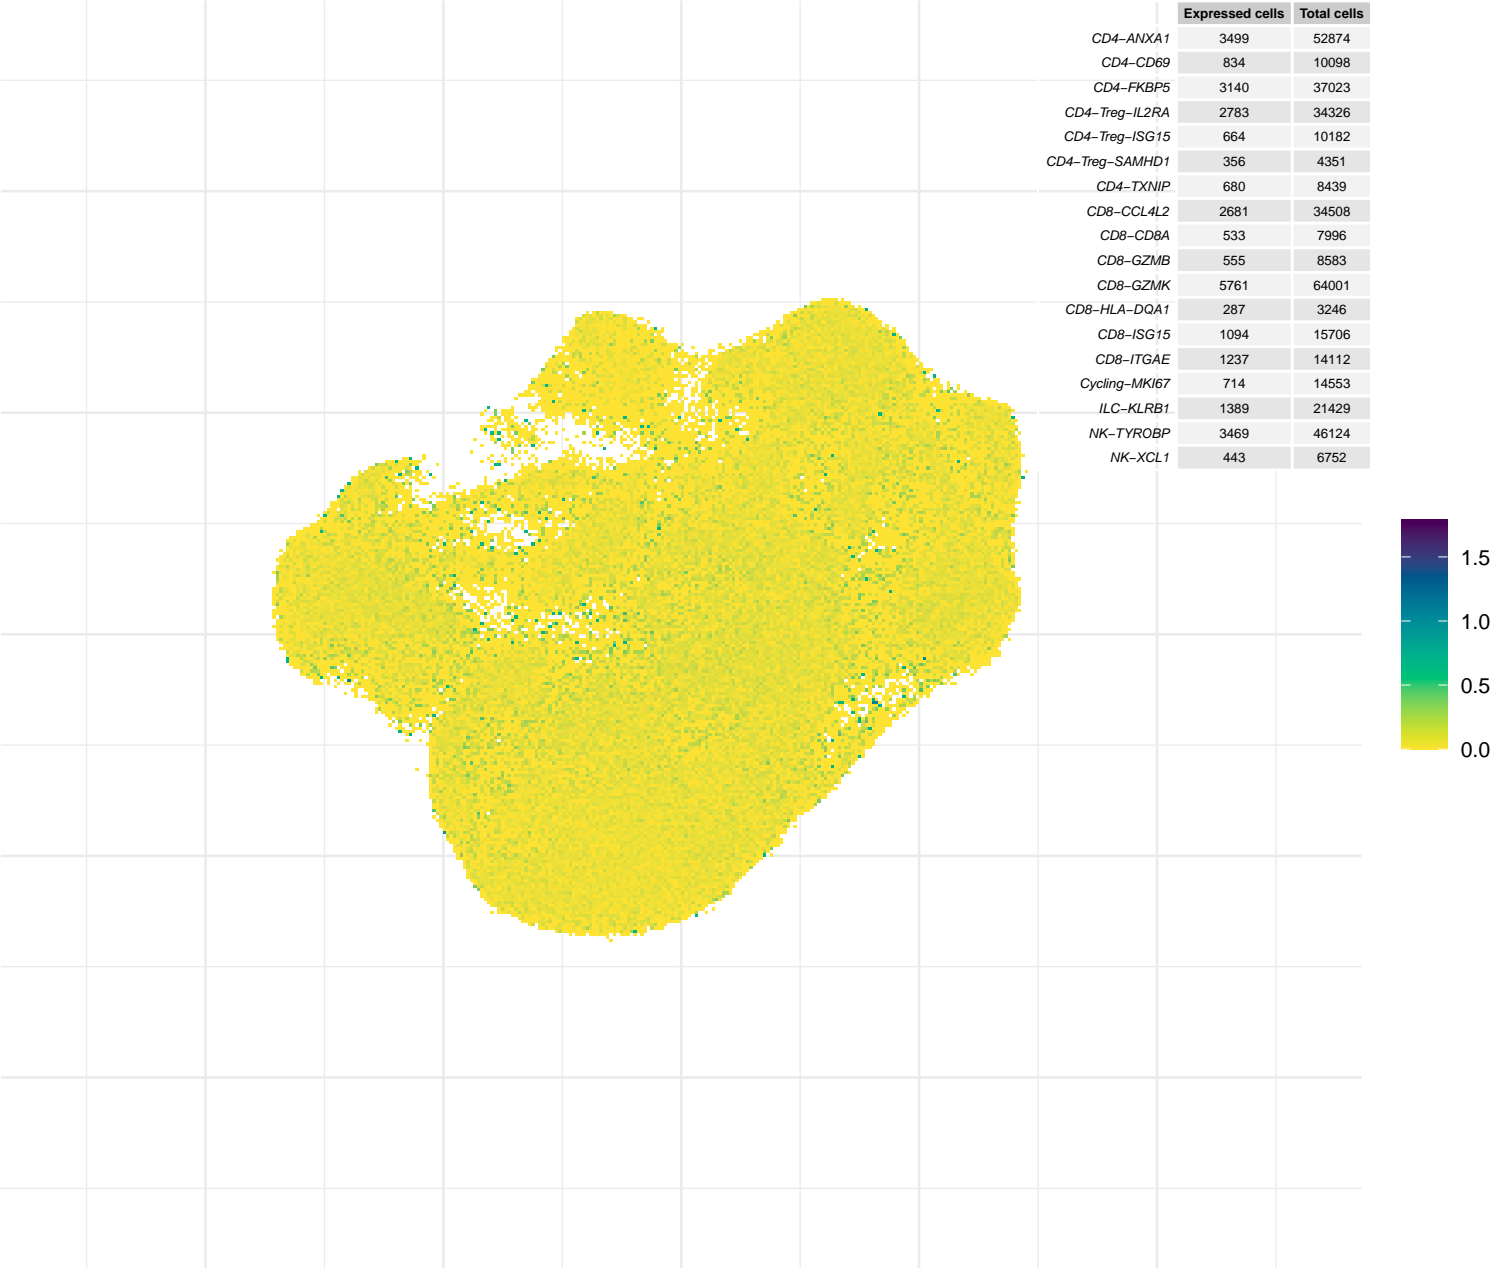 Expressed cells Total cells
CD4−ANXA1 3499 52874
CD4−CD69 834 10098
CD4−FKBP5 3140 37023
CD4−Treg−IL2RA 2783 34326
CD4−Treg−ISG15 664 10182
CD4−Treg−SAMHD1 356 4351
CD4−TXNIP 680 8439
CD8−CCL4L2 2681 34508
CD8−CD8A 533 7996
CD8−GZMB 555 8583
CD8−GZMK 5761 64001
CD8−HLA−DQA1 287 3246
CD8−ISG15 1094 15706
CD8−ITGAE 1237 14112
Cycling−MKI67 714 14553
ILC−KLRB1 1389 21429
NK−TYROBP 3469 46124
NK−XCL1 443 6752
1.5
1.0
0.5
0.0